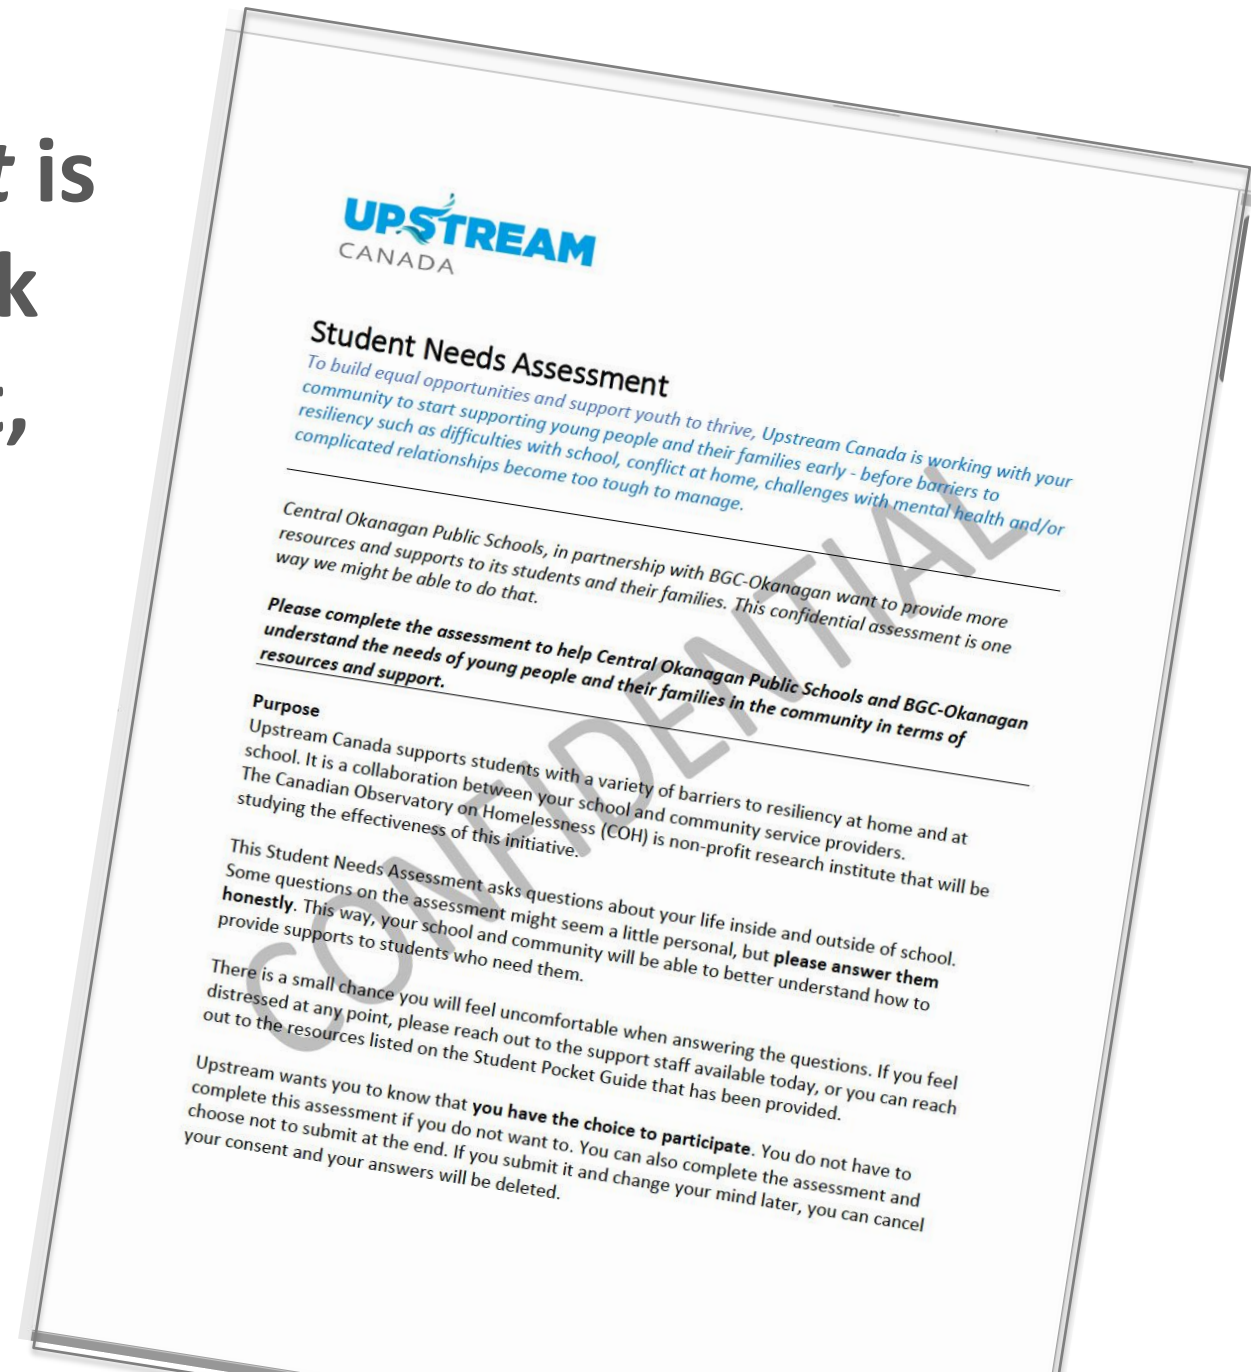 t is
k
t,
UPSTREAM
CANADA
Student Needs Assessment
To build equal opportunities and support youth to thrive, Upstream Canada is working with your
community to start supporting young people and their families early - before barriers to
resiliency such as difficulties with school, conflict at home, challenges with mental health and/or
complicated relationships become too tough to manage.
Central Okanagan Public Schools, in partnership with BGC-Okanagan want to provide more
resources and supports to its students and their families. This confidential assessment is one
way we might be able to do that.
Please complete the assessment to help Central Okanagan Public Schools and BGC-Okanagan
understand the needs of young people and their families in the community in terms of
resources and support.
Purpose
Upstream Canada supports students with a variety of barriers to resiliency at home and at
school. It is a collaboration between your school and community service providers.
The Canadian Observatory on Homelessness (COH) is non-profit research institute that will be
studying the effectiveness of this initiative.
This Student Needs Assessment asks questions about your life inside and outside of school.
Some questions on the assessment might seem a little personal, but please answer them
honestly. This way, your school and community will be able to better understand how to
provide supports to students who need them.
There is a small chance you will feel uncomfortable when answering the questions. If you feel
distressed at any point, please reach out to the support staff available today, or you can reach
out to the resources listed on the Student Pocket Guide that has been provided.
Upstream wants you to know that you have the choice to participate. You do not have to
complete this assessment if you do not want to. You can also complete the assessment and
choose not to submit at the end. If you submit it and change your mind later, you can cancel
your consent and your answers will be deleted.
CONFIDENTIAL